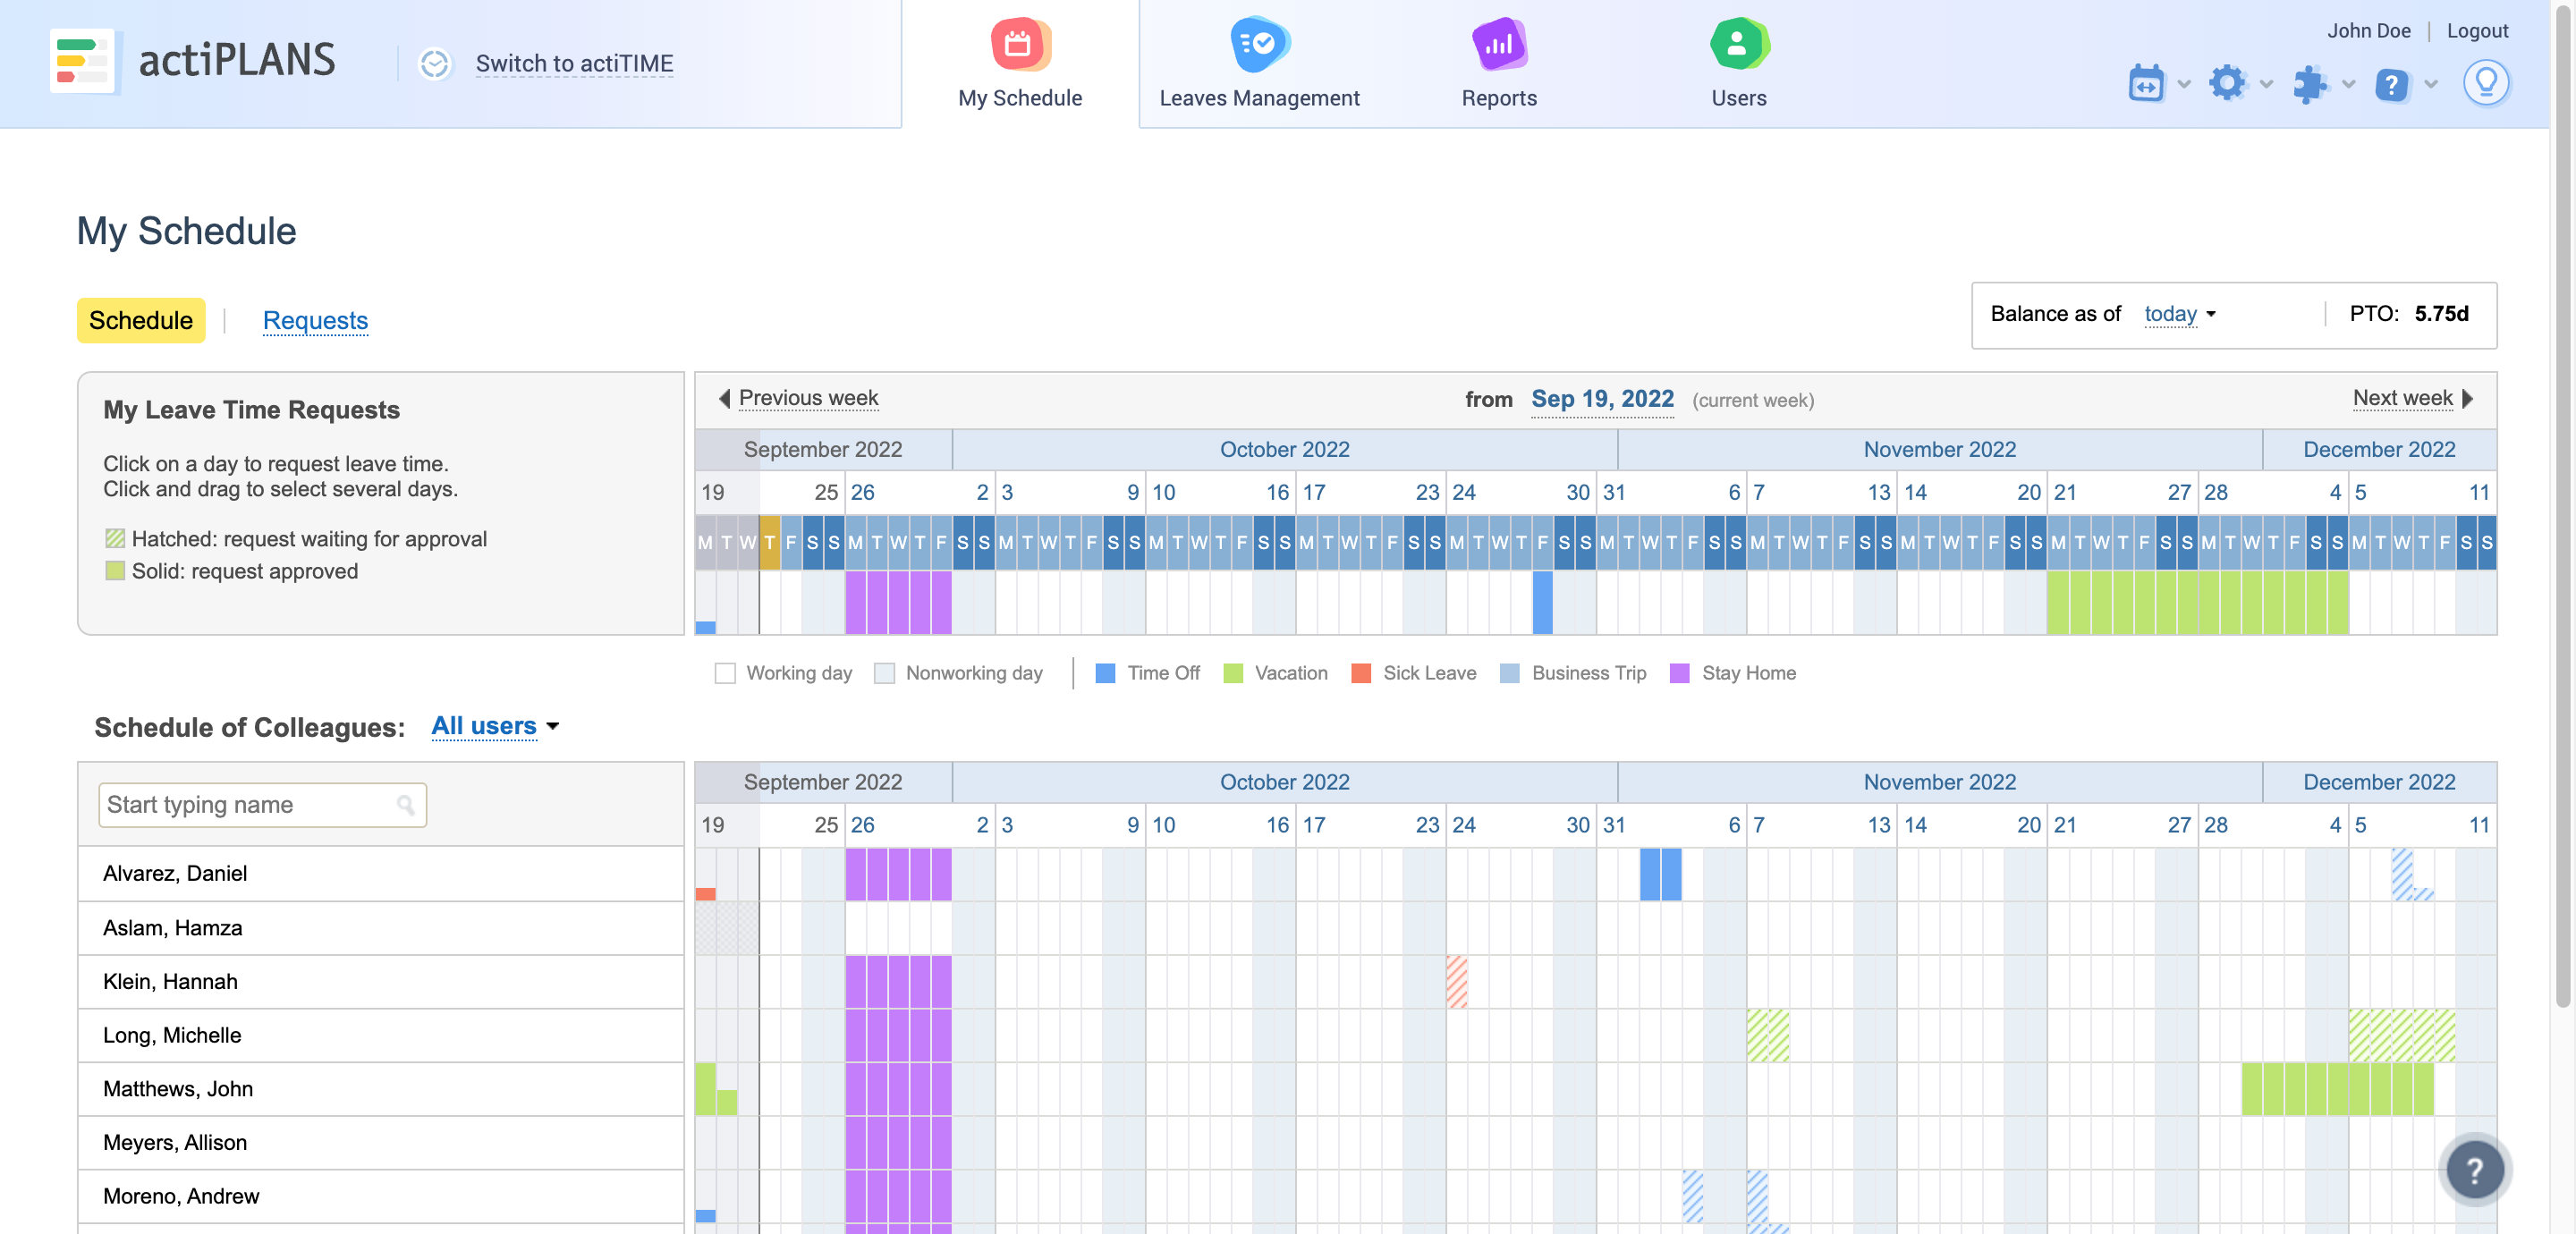 actiPLANS
Switch to actiTIME
My Schedule
Leaves Management
Reports
Users
John Doe
Logout
?
My Schedule
Schedule
Requests
Balance as of today
PTO: 5.75d
My Leave Time Requests
Click on a day to request leave time.
Click and drag to select several days.
Hatched: request waiting for approval
Solid: request approved
Previous week
from Sep 19, 2022 (current week)
Next week
September 2022 October 2022 November 2022 December 2022
19 25 26 2 3 9 10 16 17 23 24 30 31 6 7 13 14 20 21 27 28 4 5 11
M T W T F S S M T W T F S S M T W T F S S M T W T F S S M T W T F S S M T W T F S S M T W T F S S M T W T F S S M T W T F S S M T W T F S S M T W T F S S M T W T F S S
Working day Nonworking day Time Off Vacation Sick Leave Business Trip Stay Home
Schedule of Colleagues: All users
Start typing name
September 2022 October 2022 November 2022 December 2022
19 25 26 2 3 9 10 16 17 23 24 30 31 6 7 13 14 20 21 27 28 4 5 11
Alvarez, Daniel
Aslam, Hamza
Klein, Hannah
Long, Michelle
Matthews, John
Meyers, Allison
Moreno, Andrew
?